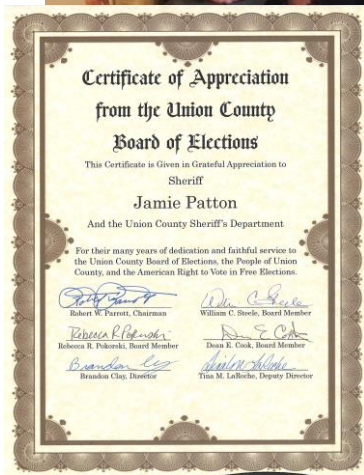 Certificate of Appreciation
from the Union County
Board of Elections
This Certificate is Given in Grateful Appreciation to
Sheriff
Jamie Patton
And the Union County Sheriff's Department
For their many years of dedication and faithful service to
the Union County Board of Elections, the People of Union
County, and the American Right to Vote in Free Elections.
Robert W. Parrott, Chairman
William C. Steele, Board Member
Rebecca R. Pokorski
Rebecca R. Pokorski, Board Member
Dean E. Cook, Board Member
Brandon Clay, Director
Tina M. LaRoche, Deputy Director